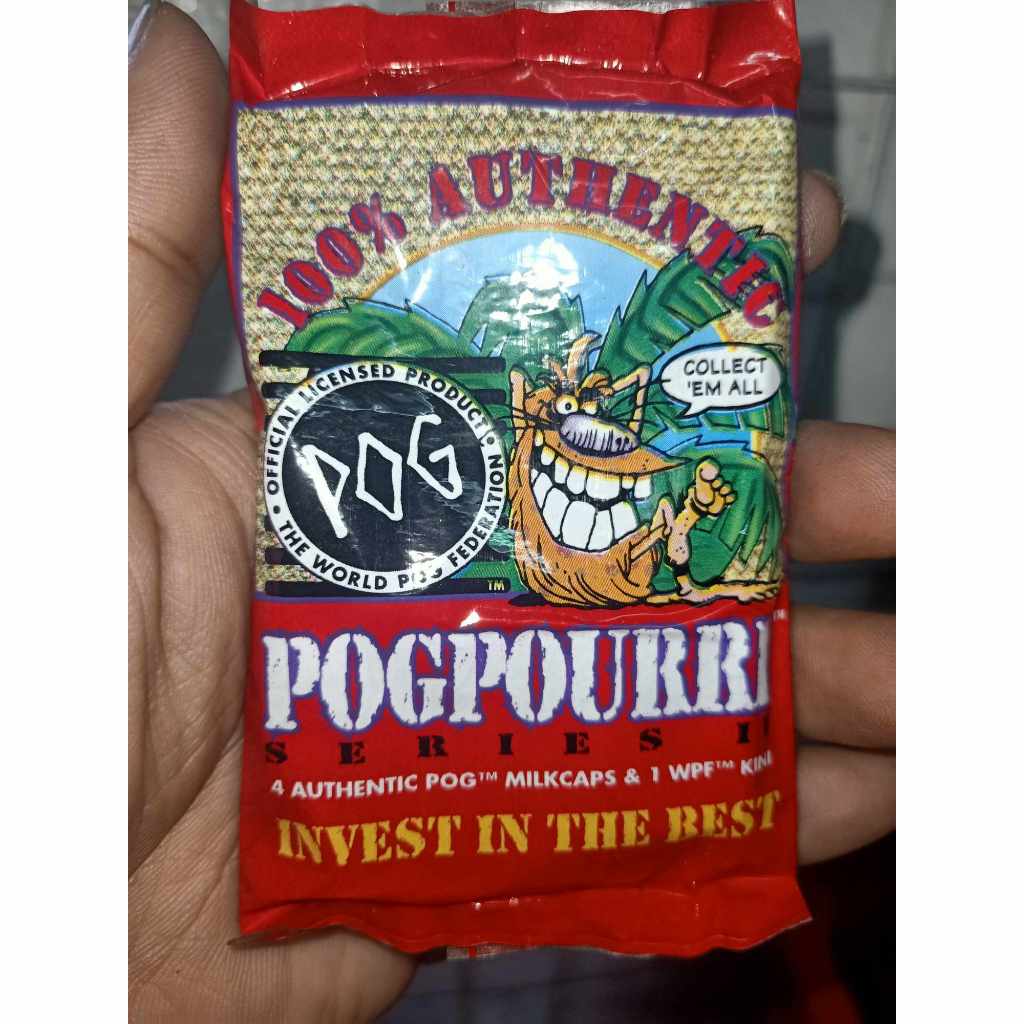 100% AUTHENTIC
COLLECT
'EM ALL
• OFFICIAL LICENSED PRODUCT •
THE WORLD POG FEDERATION
POG
TM
POGPOURRI
SERIES
4 AUTHENTIC POG™ MILKCAPS & 1 WPF™
INVEST IN THE BEST